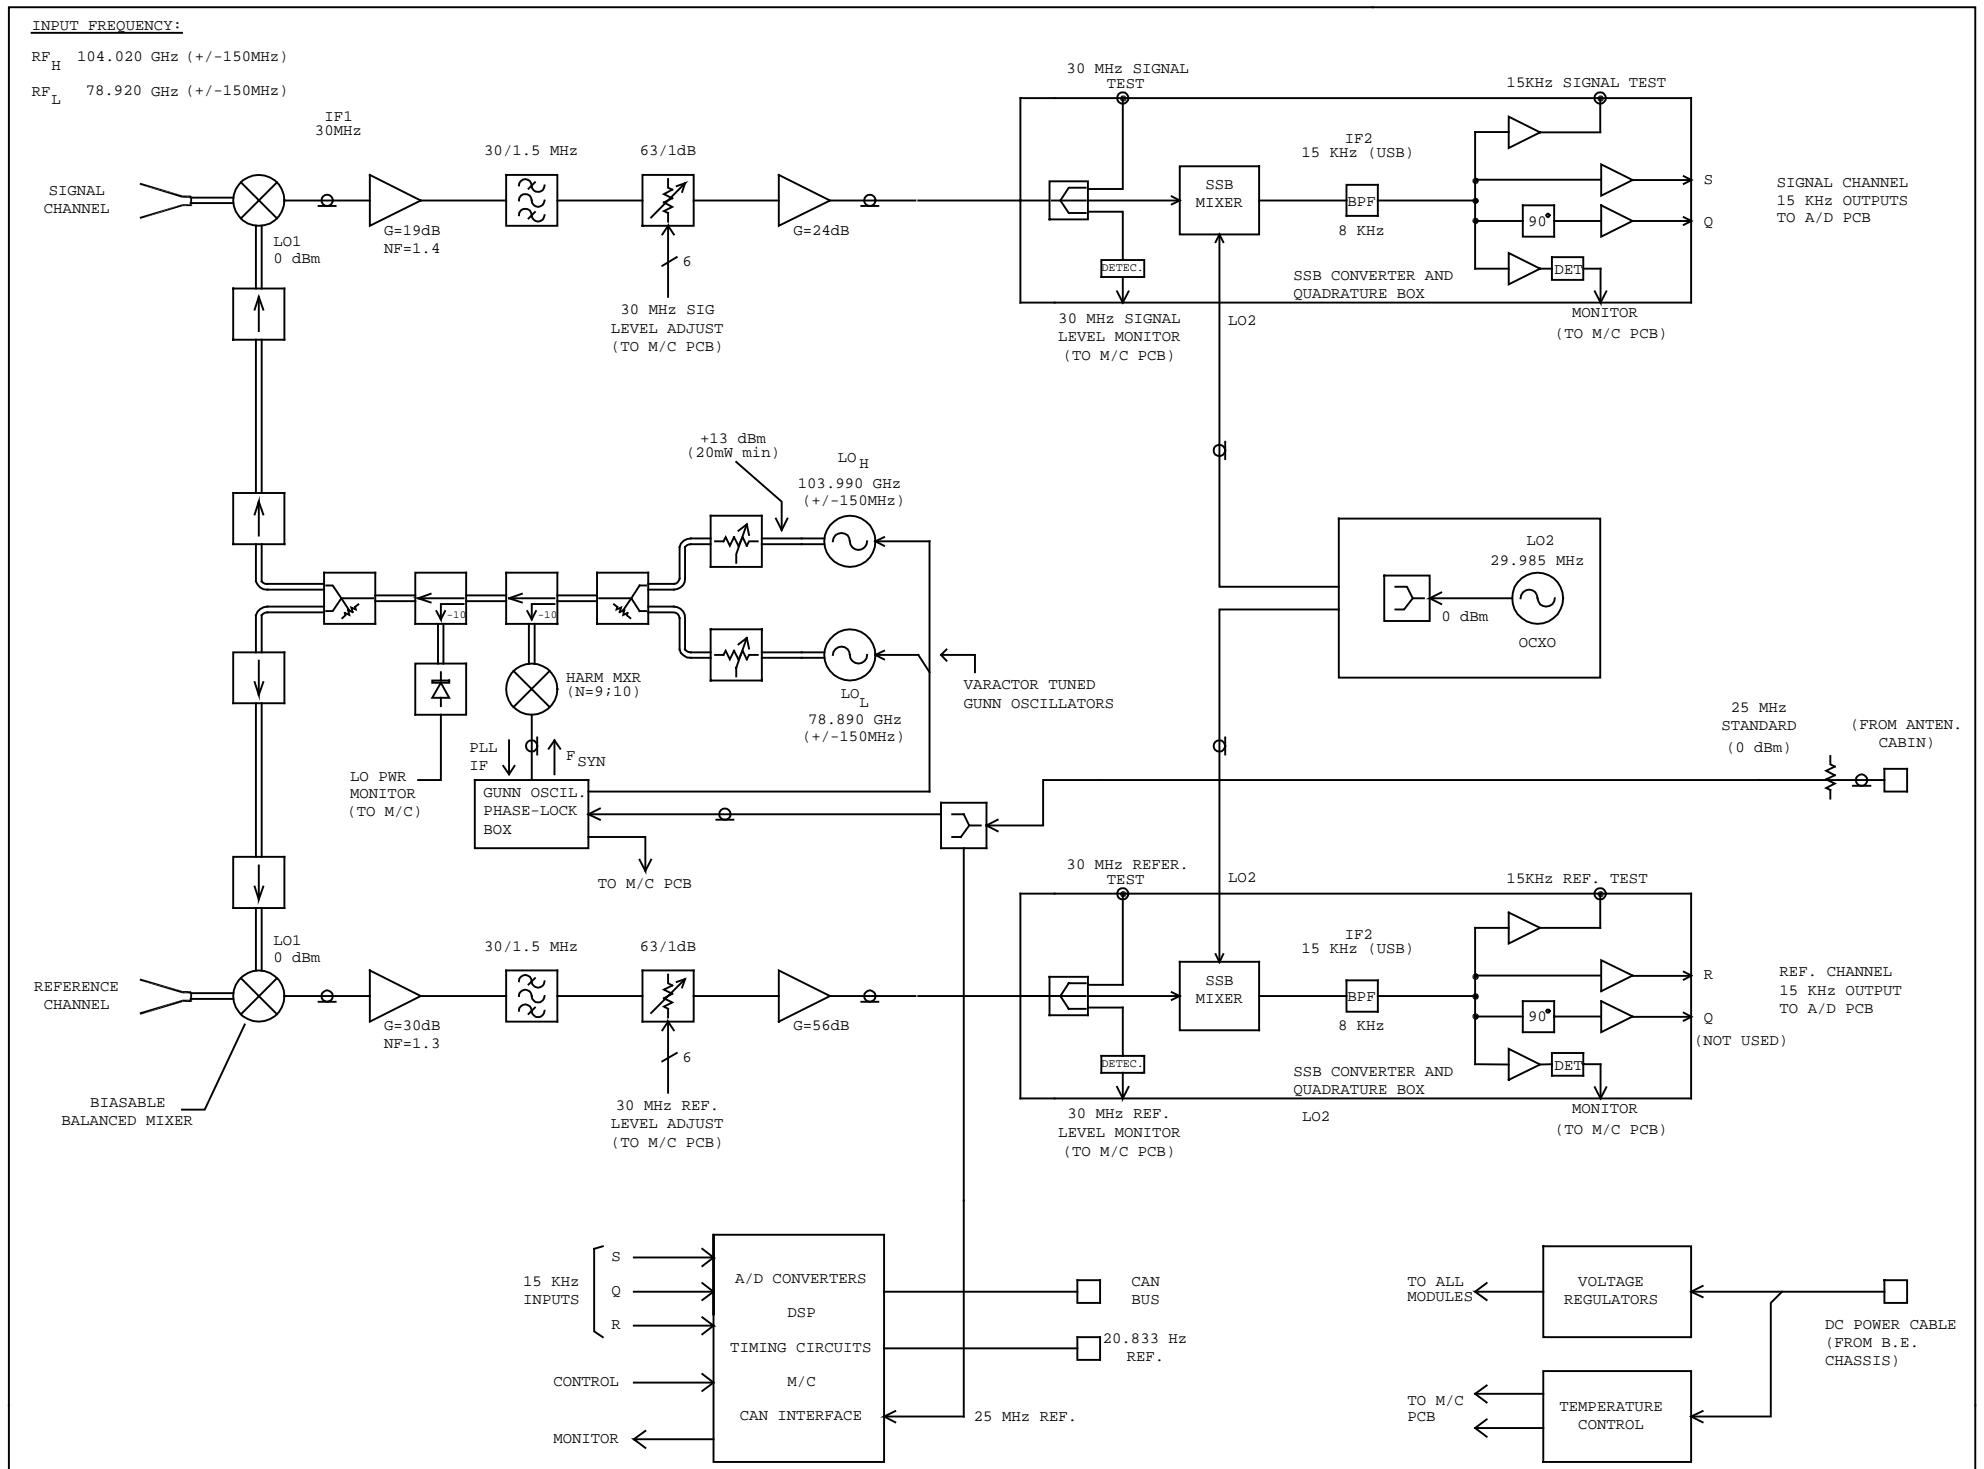 INPUT FREQUENCY:
RF H 104.020 GHz (+/-150MHz)
RF L 78.920 GHz (+/-150MHz)
IF1
30MHz
SIGNAL
CHANNEL
LO1
0 dBm
G=19dB
NF=1.4
30/1.5 MHz
63/1dB
6
30 MHz SIG
LEVEL ADJUST
(TO M/C PCB)
G=24dB
30 MHz SIGNAL
TEST
15KHz SIGNAL TEST
SSB
MIXER
IF2
15 KHz (USB)
BPF
8 KHz
90°
DETEC.
DET
SSB CONVERTER AND
QUADRATURE BOX
S
Q
SIGNAL CHANNEL
15 KHz OUTPUTS
TO A/D PCB
30 MHz SIGNAL
LEVEL MONITOR
(TO M/C PCB)
LO2
MONITOR
(TO M/C PCB)
+13 dBm
(20mW min)
LO H
103.990 GHz
(+/-150MHz)
-10
-10
HARM MXR
(N=9;10)
LO L
78.890 GHz
(+/-150MHz)
VARACTOR TUNED
GUNN OSCILLATORS
LO2
29.985 MHz
0 dBm
OCXO
LO PWR
MONITOR
(TO M/C)
PLL
IF
F SYN
GUNN OSCIL.
PHASE-LOCK
BOX
TO M/C PCB
25 MHz
STANDARD
(0 dBm)
(FROM ANTEN.
CABIN)
REFERENCE
CHANNEL
LO1
0 dBm
G=30dB
NF=1.3
30/1.5 MHz
63/1dB
6
30 MHz REF.
LEVEL ADJUST
(TO M/C PCB)
G=56dB
BIASABLE
BALANCED MIXER
30 MHz REFER.
TEST
LO2
15KHz REF. TEST
SSB
MIXER
IF2
15 KHz (USB)
BPF
8 KHz
90°
DETEC.
DET
SSB CONVERTER AND
QUADRATURE BOX
R
Q
(NOT USED)
REF. CHANNEL
15 KHz OUTPUT
TO A/D PCB
30 MHz REF.
LEVEL MONITOR
(TO M/C PCB)
LO2
MONITOR
(TO M/C PCB)
15 KHz
INPUTS
S
Q
R
CONTROL
MONITOR
A/D CONVERTERS
DSP
TIMING CIRCUITS
M/C
CAN INTERFACE
CAN
BUS
20.833 Hz
REF.
25 MHz REF.
TO ALL
MODULES
VOLTAGE
REGULATORS
DC POWER CABLE
(FROM B.E.
CHASSIS)
TO M/C
PCB
TEMPERATURE
CONTROL